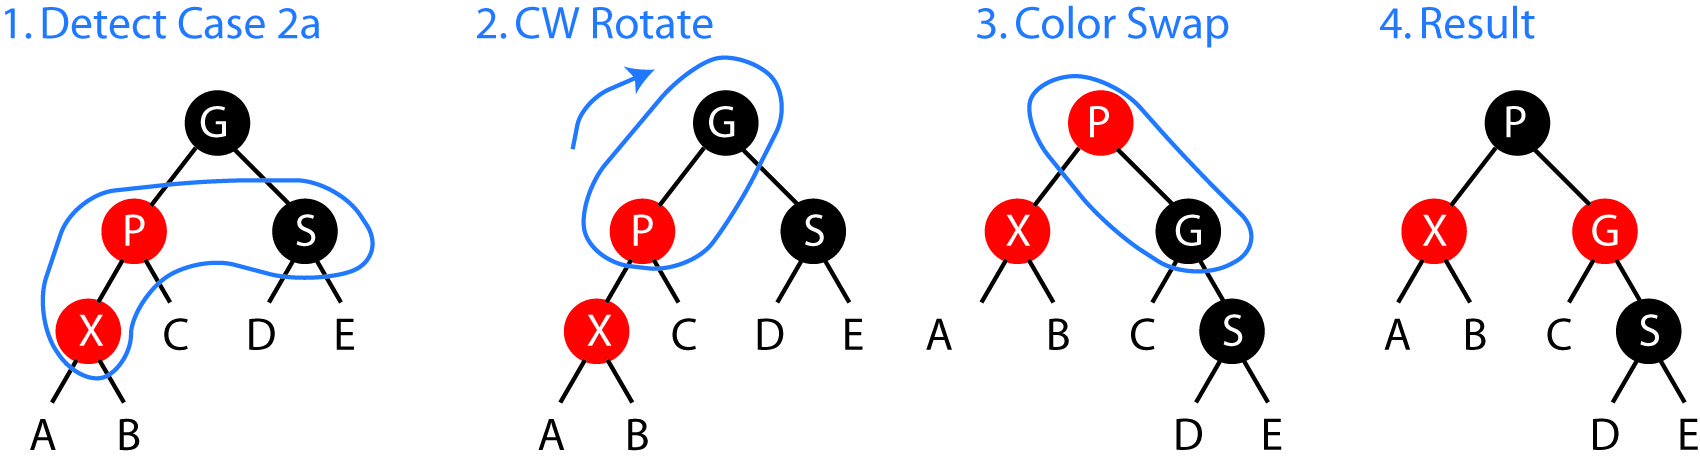 1. Detect Case 2a
2. CW Rotate
3. Color Swap
4. Result
G
P S
X C D E
A B
G
P S
X C D E
A B
P
X G
A B C S
D E
P
X G
A B C S
D E